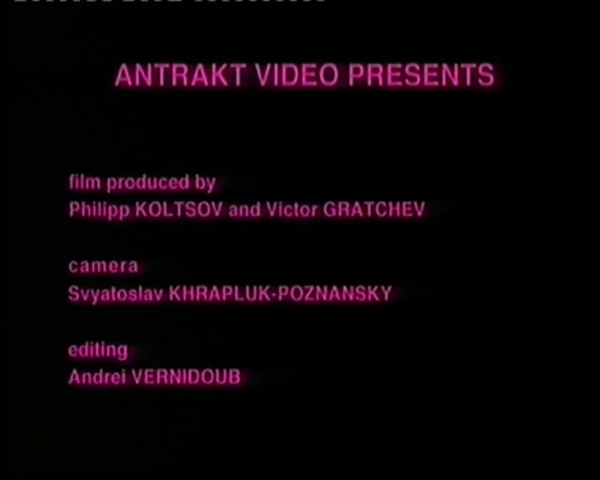 ANTRAKT VIDEO PRESENTS
film produced by
Philipp KOLTSOV and Victor GRATCHEV
camera
Svyatoslav KHRAPLUK-POZNANSKY
editing
Andrei VERNIDOUB